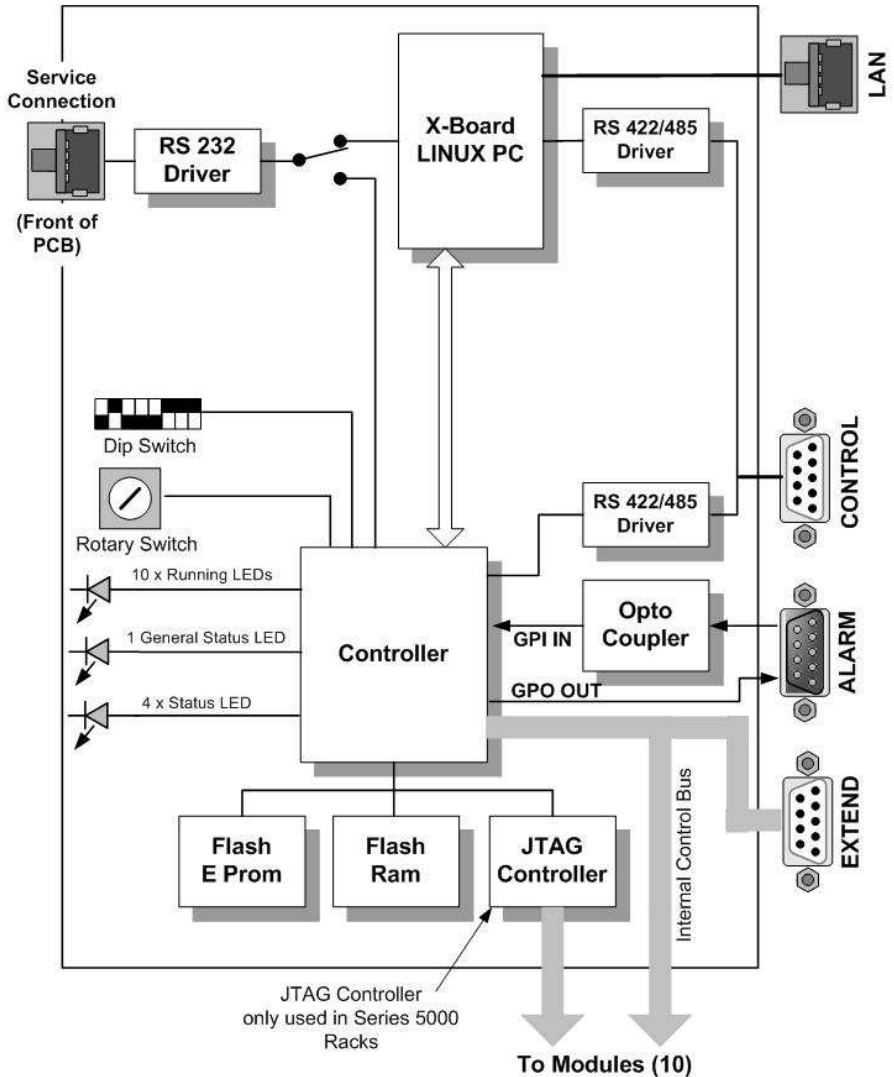 Service
Connection
(Front of
PCB)
RS 232
Driver
X-Board
LINUX PC
RS 422/485
Driver
LAN
Dip Switch
Rotary Switch
RS 422/485
Driver
CONTROL
10 x Running LEDs
1 General Status LED
4 x Status LED
Controller
GPI IN
Opto
Coupler
GPO OUT
ALARM
Internal Control Bus
EXTEND
Flash
E Prom
Flash
Ram
JTAG
Controller
JTAG Controller
only used in Series 5000
Racks
To Modules (10)